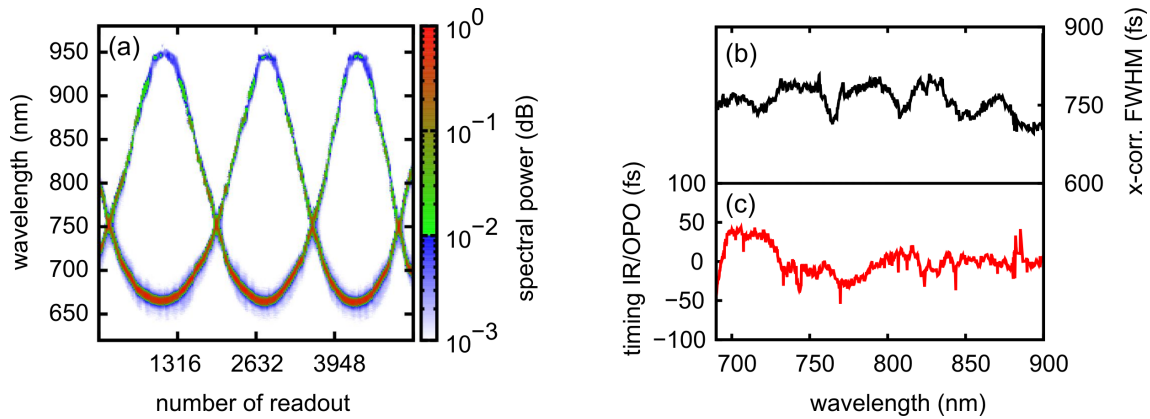 (a)
950
900
850
800
750
700
650
wavelength (nm)
1316 2632 3948
number of readout
10^0
10^-1
10^-2
10^-3
spectral power (dB)
(b)
900
750
600
x-corr. FWHM (fs)
(c)
100
50
0
−50
−100
timing IR/OPO (fs)
700 750 800 850 900
wavelength (nm)